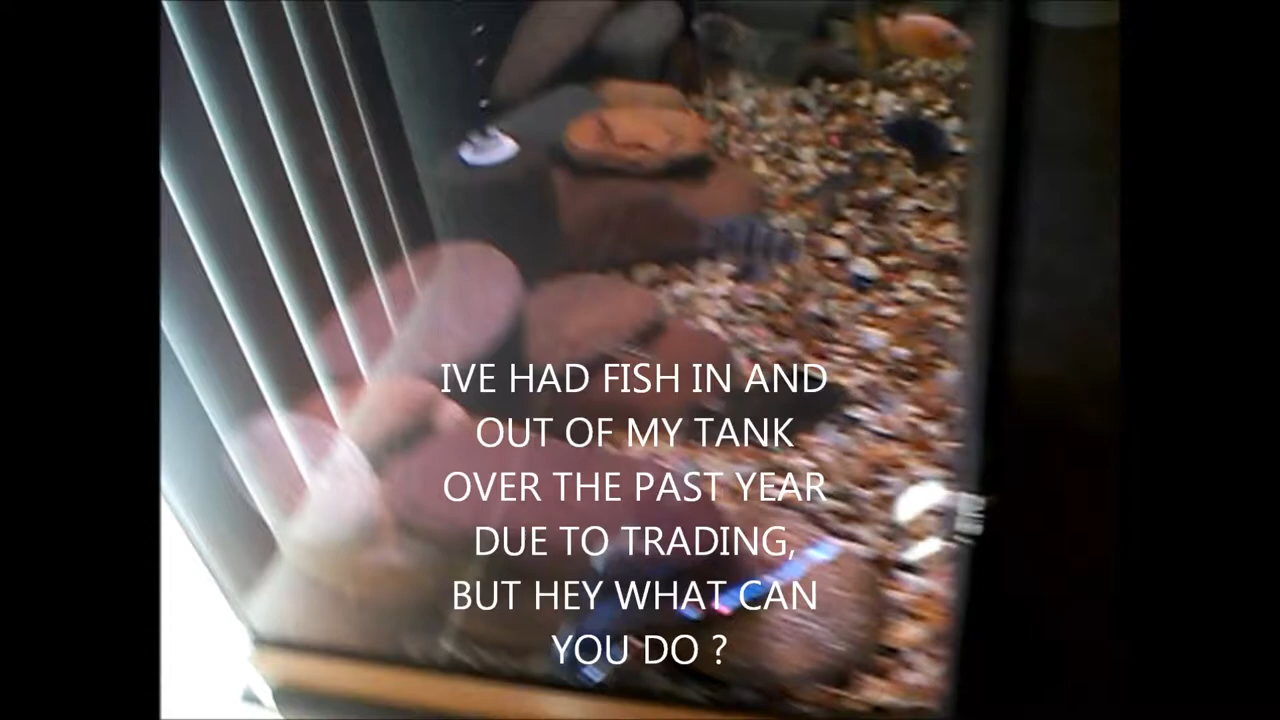 IVE HAD FISH IN AND
OUT OF MY TANK
OVER THE PAST YEAR
DUE TO TRADING,
BUT HEY WHAT CAN
YOU DO ?